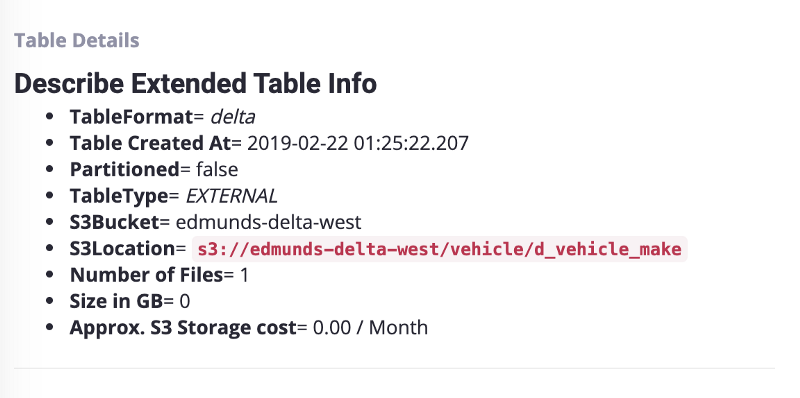 Table Details
Describe Extended Table Info
• TableFormat= delta
• Table Created At= 2019-02-22 01:25:22.207
• Partitioned= false
• TableType= EXTERNAL
• S3Bucket= edmunds-delta-west
• S3Location= s3://edmunds-delta-west/vehicle/d_vehicle_make
• Number of Files= 1
• Size in GB= 0
• Approx. S3 Storage cost= 0.00 / Month